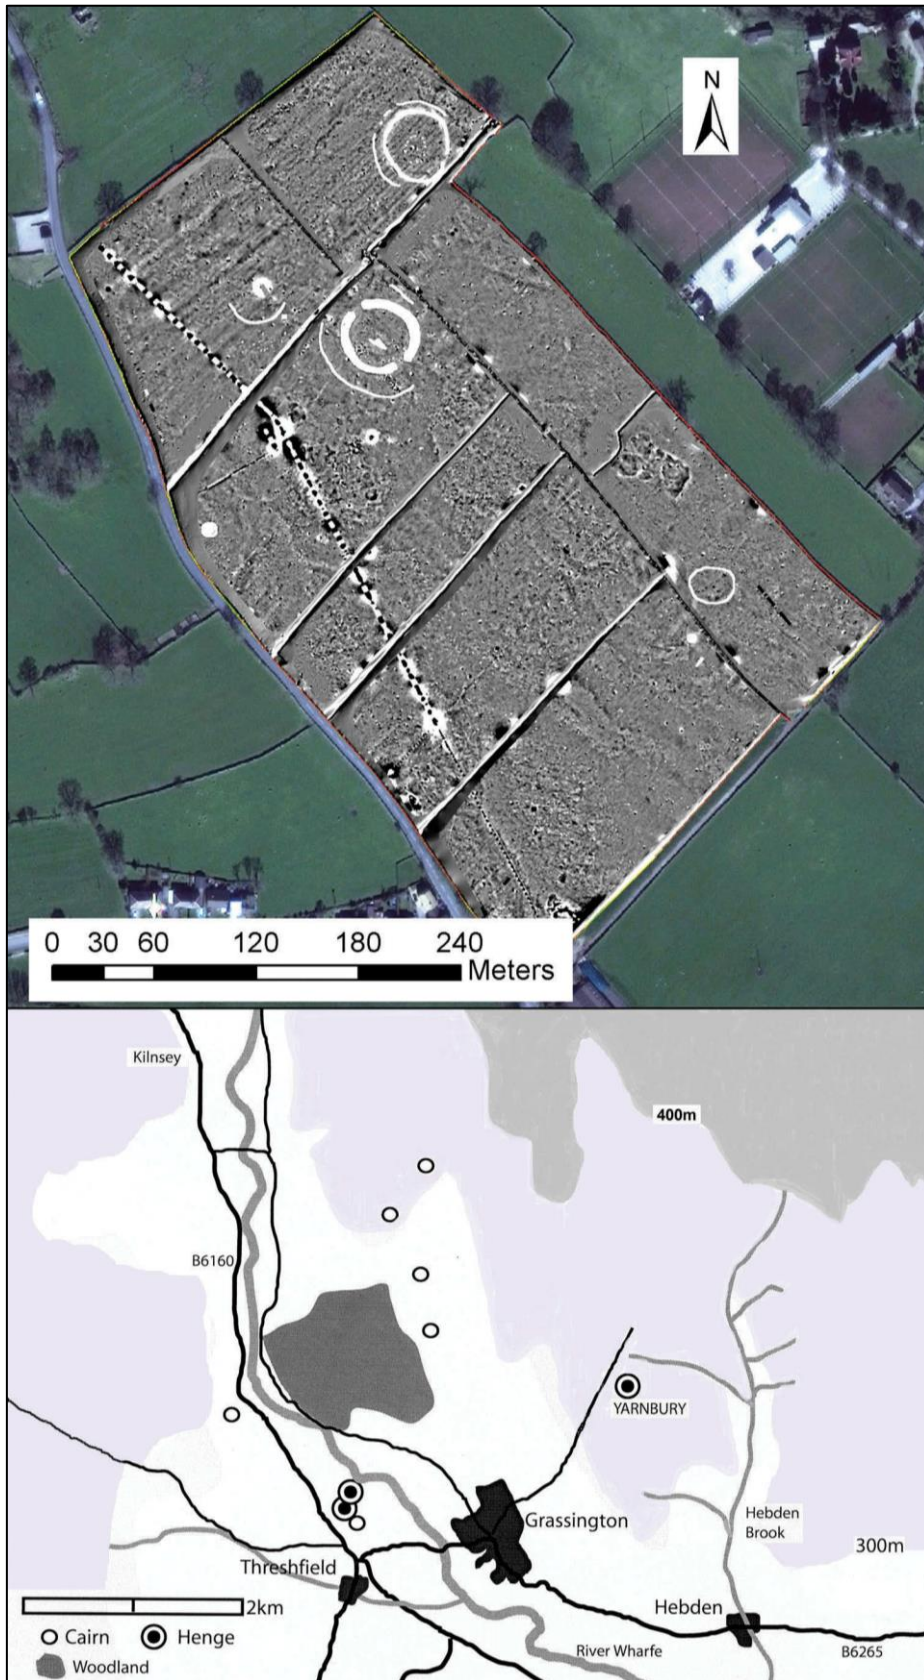 N
0 30 60 120 180 240
Meters
Kilnsey
400m
B6160
YARNBURY
Grassington
Hebden
Brook
300m
Threshfield
2km
Hebden
Cairn Henge
River Wharfe
B6265
Woodland